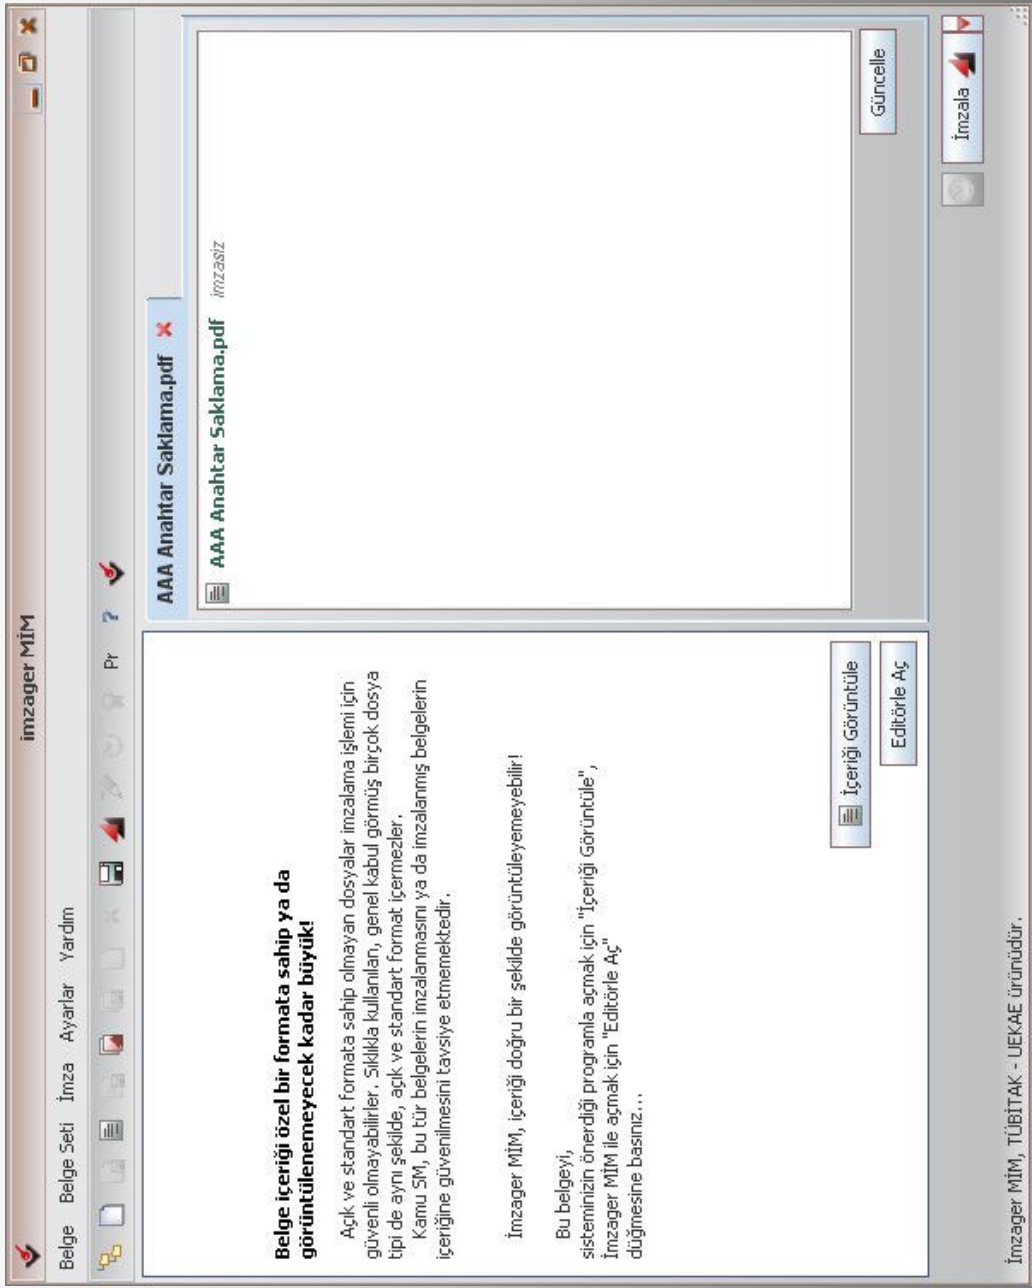 imzager MİM
Belge Belge Seti İmza Ayarlar Yardım
Pr ?
Belge içeriği özel bir formata sahip ya da
görüntülenemeyecek kadar büyük!
Açık ve standart formata sahip olmayan dosyalar imzalama işlemi için
güvenli olmayabilirler. Sıklıkla kullanılan, genel kabul görmüş birçok dosya
tipi de aynı şekilde, açık ve standart format içermezler.
Kamu SM, bu tür belgelerin imzalanmasını ya da imzalanmış belgelerin
içeriğine güvenilmesini tavsiye etmemektedir.
İmzager MİM, içeriği doğru bir şekilde görüntüleyemeyebilir!
Bu belgeyi,
sisteminizin önerdiği programla açmak için "İçeriği Görüntüle",
İmzager MİM ile açmak için "Editörle Aç"
düğmesine basınız...
İçeriği Görüntüle
Editörle Aç
AAA Anahtar Saklama.pdf
AAA Anahtar Saklama.pdf imzasiz
Güncelle
İmzala
İmzager MİM, TÜBİTAK - UEKAE ürünüdür.